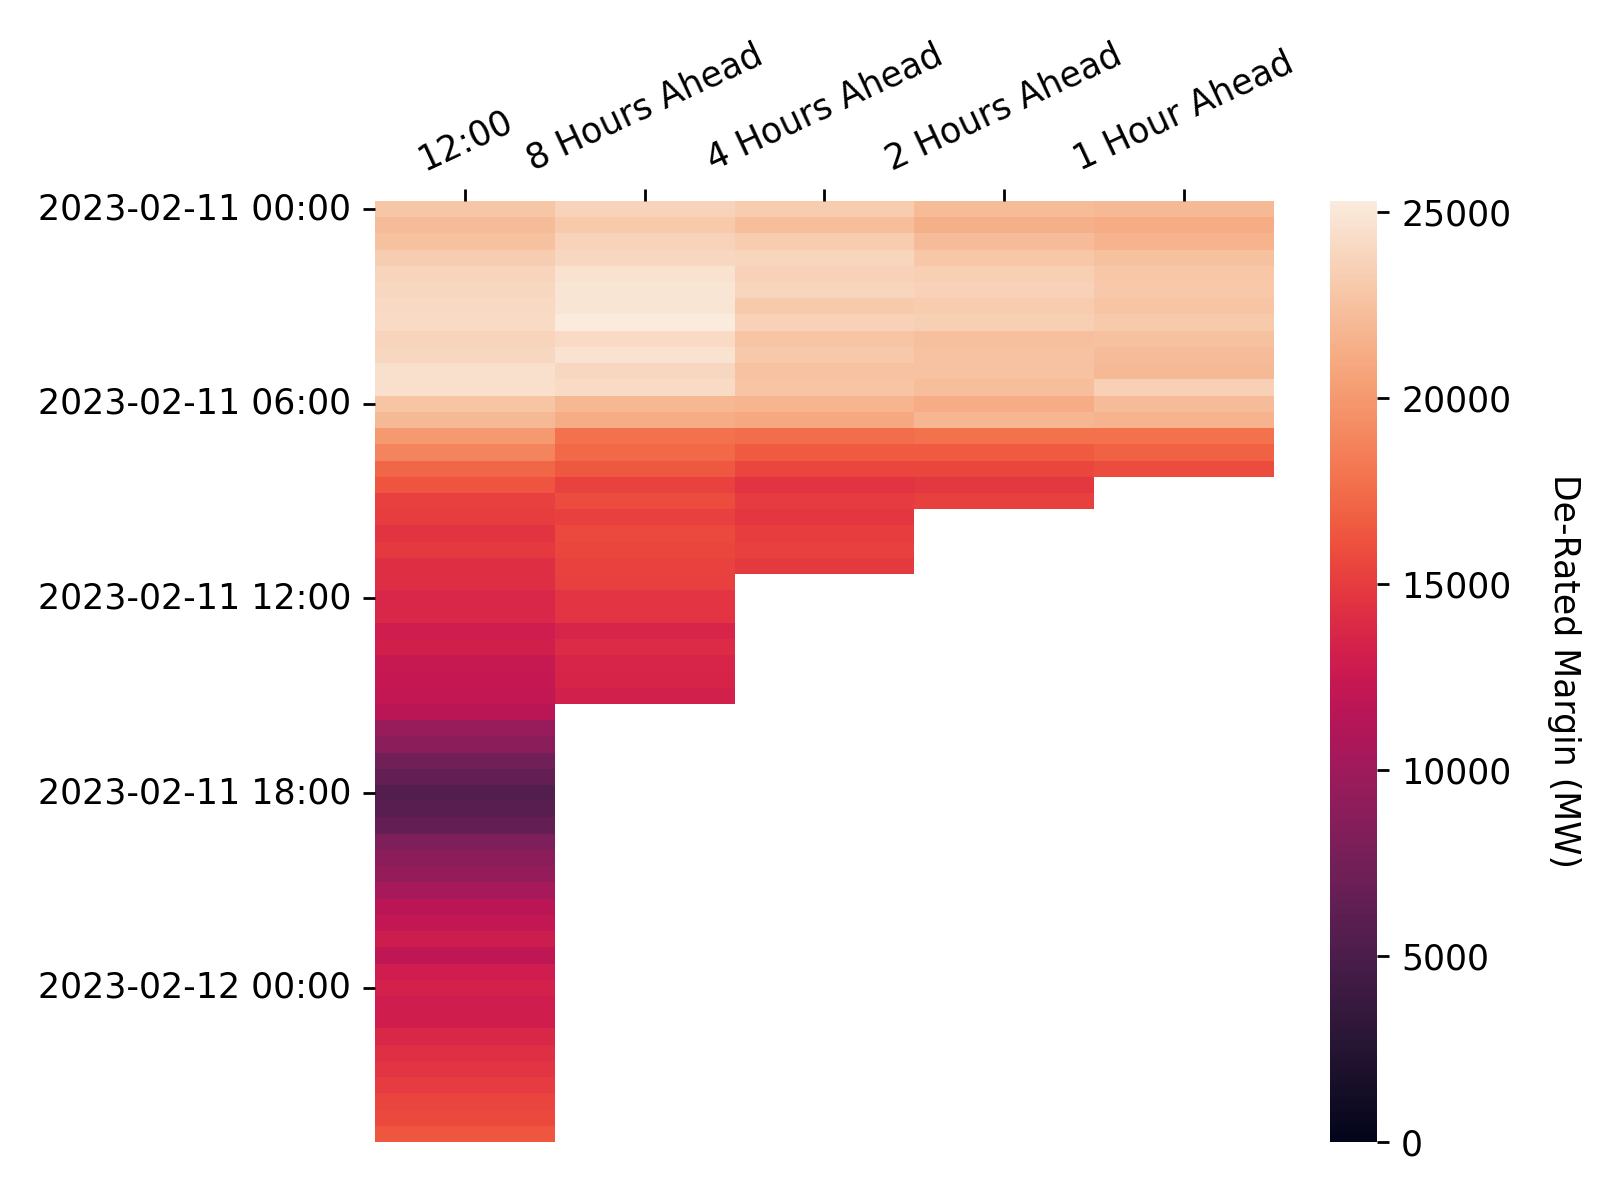 12:00
8 Hours Ahead
4 Hours Ahead
2 Hours Ahead
1 Hour Ahead
2023-02-11 00:00
2023-02-11 06:00
2023-02-11 12:00
2023-02-11 18:00
2023-02-12 00:00
25000
20000
15000
10000
5000
0
De-Rated Margin (MW)